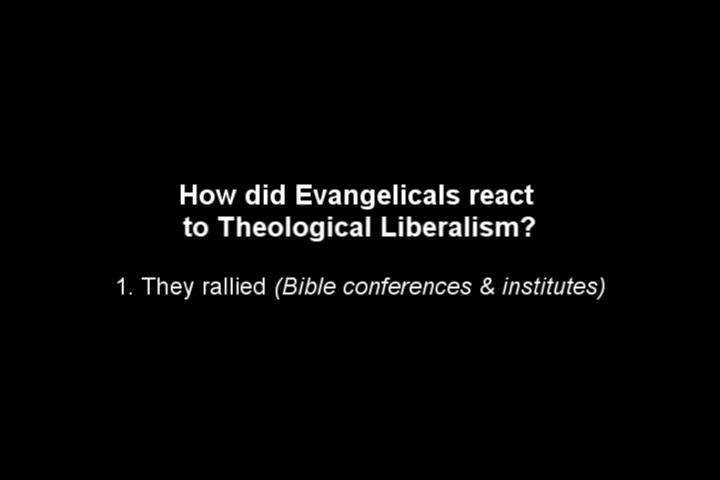 How did Evangelicals react
to Theological Liberalism?
1. They rallied (Bible conferences & institutes)